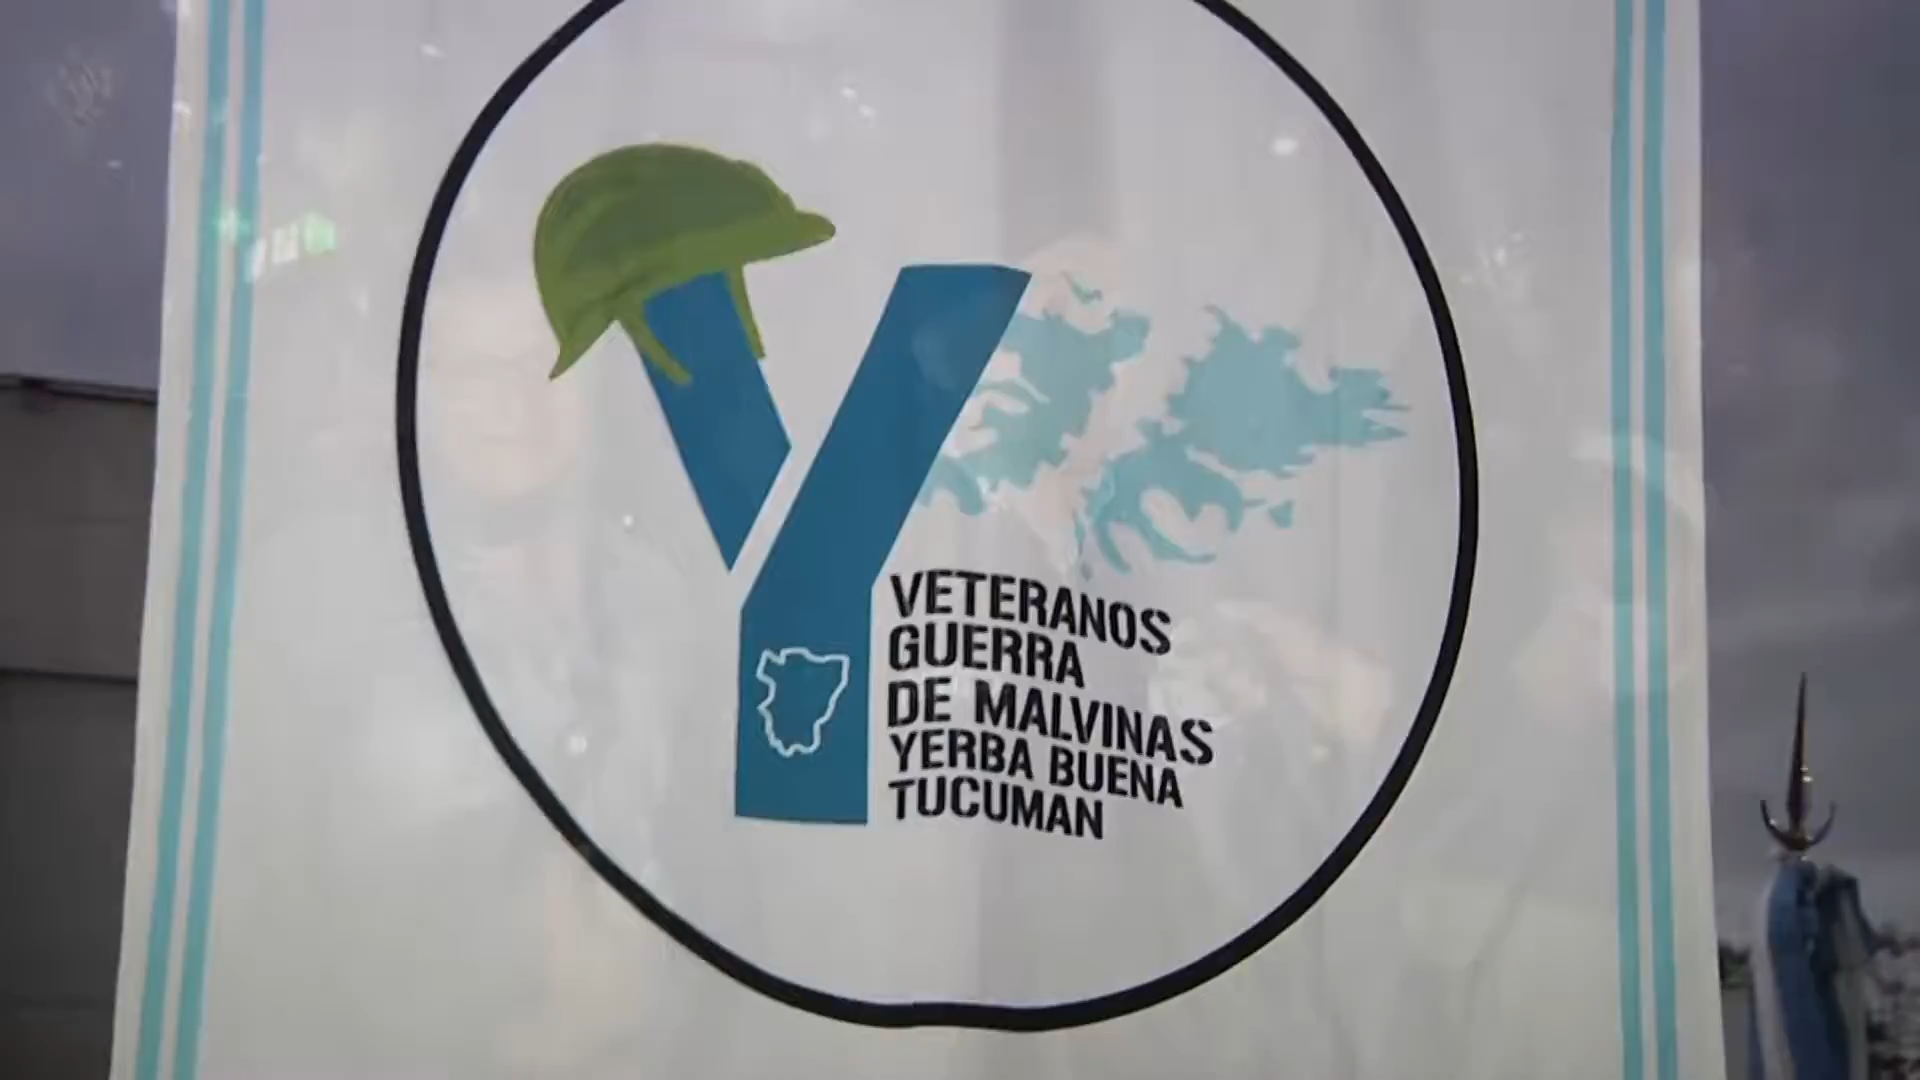 Y
VETERANOS
GUERRA
DE MALVINAS
YERBA BUENA
TUCUMAN